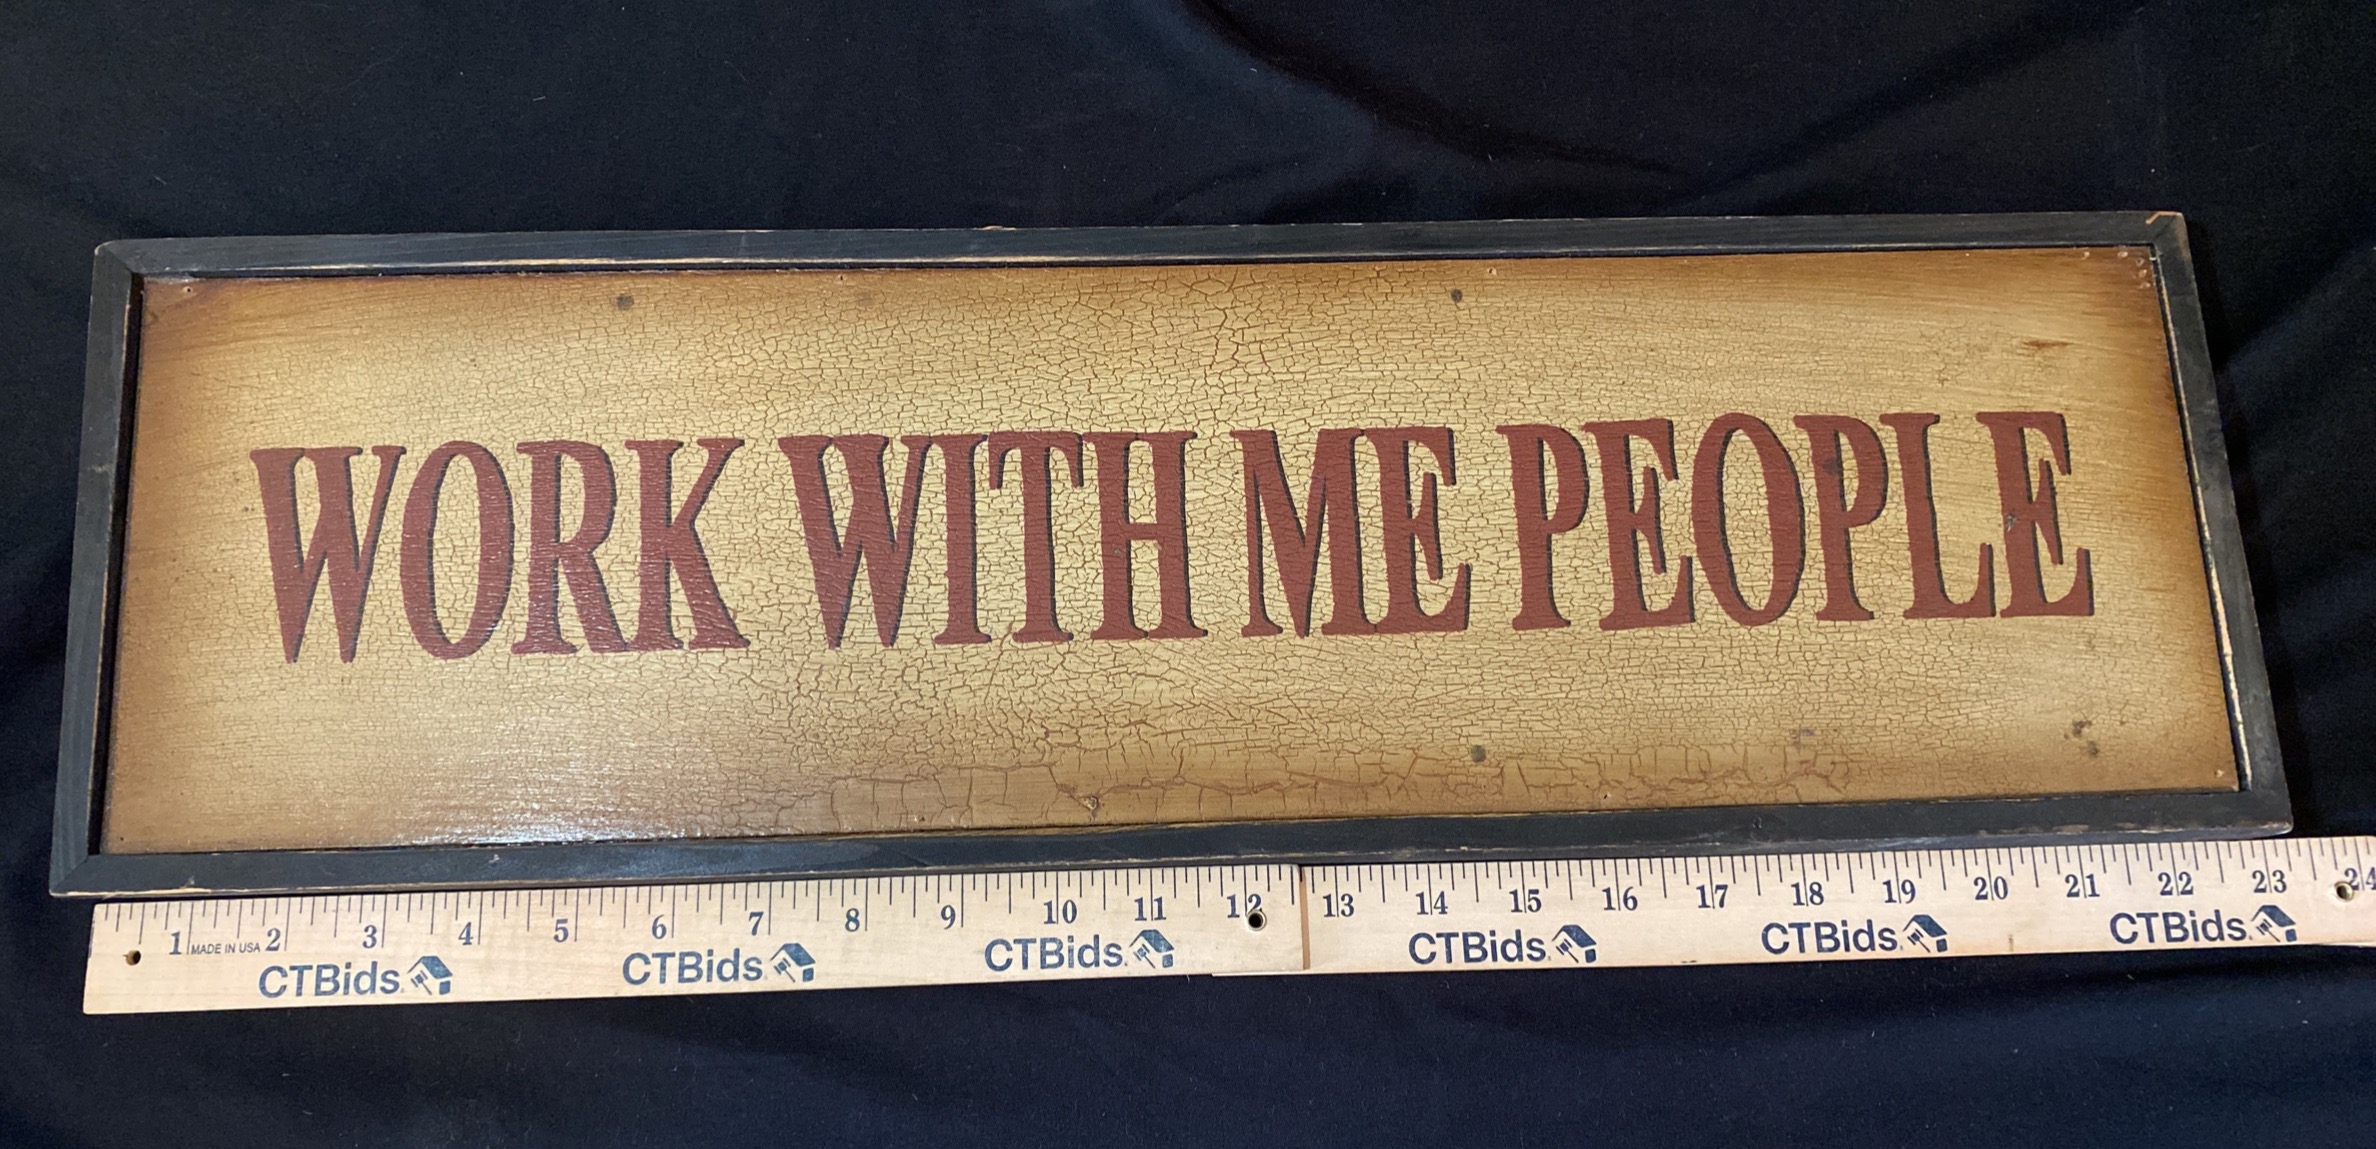 WORK WITH ME PEOPLE
1 MADE IN USA 2 3 4 5 6 7 8 9 10 11 12 13 14 15 16 17 18 19 20 21 22 23 24
CTBids. CTBids. CTBids. CTBids. CTBids. CTBids.